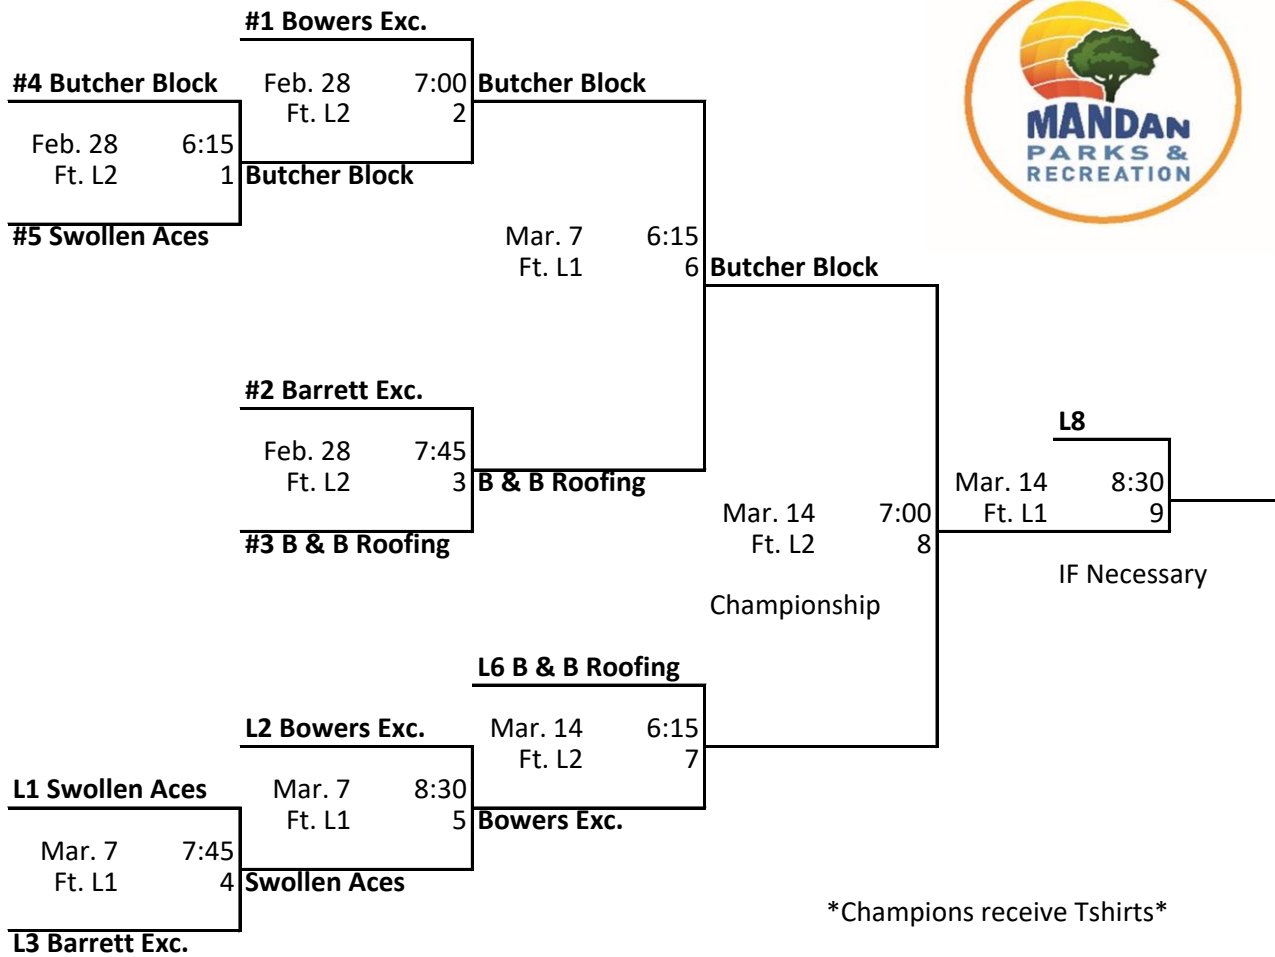 #1 Bowers Exc.
#4 Butcher Block
Feb. 28 7:00
Butcher Block
Ft. L2 2
Feb. 28 6:15
Ft. L2 1
Butcher Block
#5 Swollen Aces
MANDAN
PARKS &
RECREATION
Mar. 7 6:15
Ft. L1 6
Butcher Block
#2 Barrett Exc.
Feb. 28 7:45
Ft. L2 3
B & B Roofing
#3 B & B Roofing
L8
Mar. 14 8:30
Ft. L1 9
IF Necessary
Mar. 14 7:00
Ft. L2 8
Championship
L6 B & B Roofing
L2 Bowers Exc.
Mar. 14 6:15
Ft. L2 7
L1 Swollen Aces
Mar. 7 8:30
Ft. L1 5
Bowers Exc.
Mar. 7 7:45
Ft. L1 4
Swollen Aces
L3 Barrett Exc.
*Champions receive Tshirts*